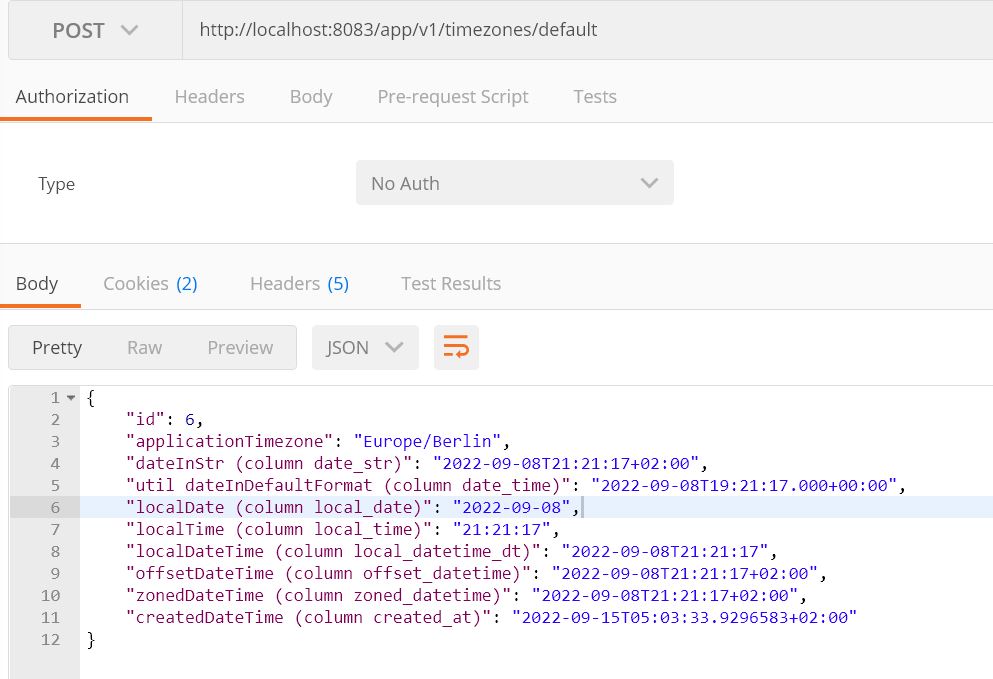 POST http://localhost:8083/app/v1/timezones/default
Authorization Headers Body Pre-request Script Tests
Type No Auth
Body Cookies (2) Headers (5) Test Results
Pretty Raw Preview JSON
1 {
2 "id": 6,
3 "applicationTimezone": "Europe/Berlin",
4 "dateInStr (column date_str)": "2022-09-08T21:21:17+02:00",
5 "util dateInDefaultFormat (column date_time)": "2022-09-08T19:21:17.000+00:00",
6 "localDate (column local_date)": "2022-09-08",
7 "localTime (column local_time)": "21:21:17",
8 "localDateTime (column local_datetime_dt)": "2022-09-08T21:21:17",
9 "offsetDateTime (column offset_datetime)": "2022-09-08T21:21:17+02:00",
10 "zonedDateTime (column zoned_datetime)": "2022-09-08T21:21:17+02:00",
11 "createdDateTime (column created_at)": "2022-09-15T05:03:33.9296583+02:00"
12 }